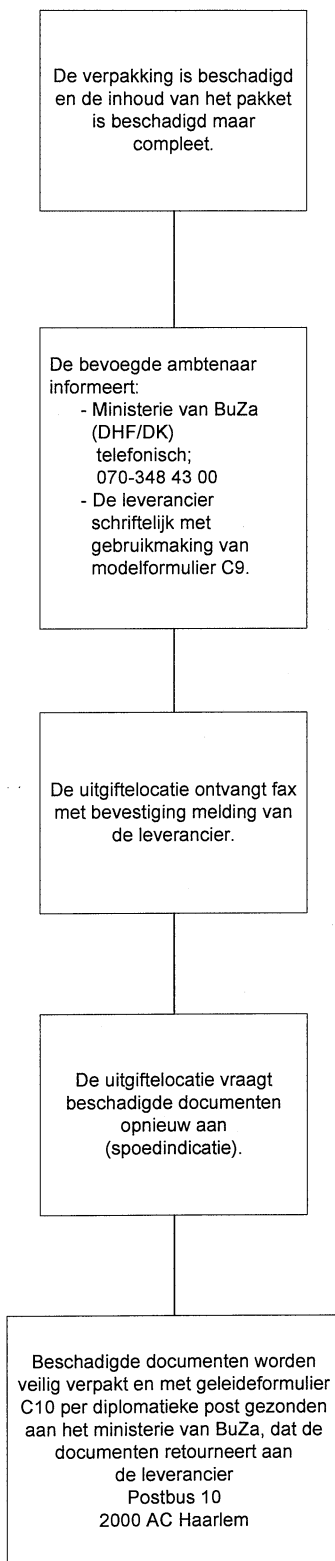 De verpakking is beschadigd
en de inhoud van het pakket
is beschadigd maar
compleet.
De bevoegde ambtenaar
informeert:
- Ministerie van BuZa
(DHF/DK)
telefonisch;
070-348 43 00
- De leverancier
schriftelijk met
gebruikmaking van
modelformulier C9.
De uitgiftelocatie ontvangt fax
met bevestiging melding van
de leverancier.
De uitgiftelocatie vraagt
beschadigde documenten
opnieuw aan
(spoedindicatie).
Beschadigde documenten worden
veilig verpakt en met geleideformulier
C10 per diplomatieke post gezonden
aan het ministerie van BuZa, dat de
documenten retourneert aan
de leverancier
Postbus 10
2000 AC Haarlem